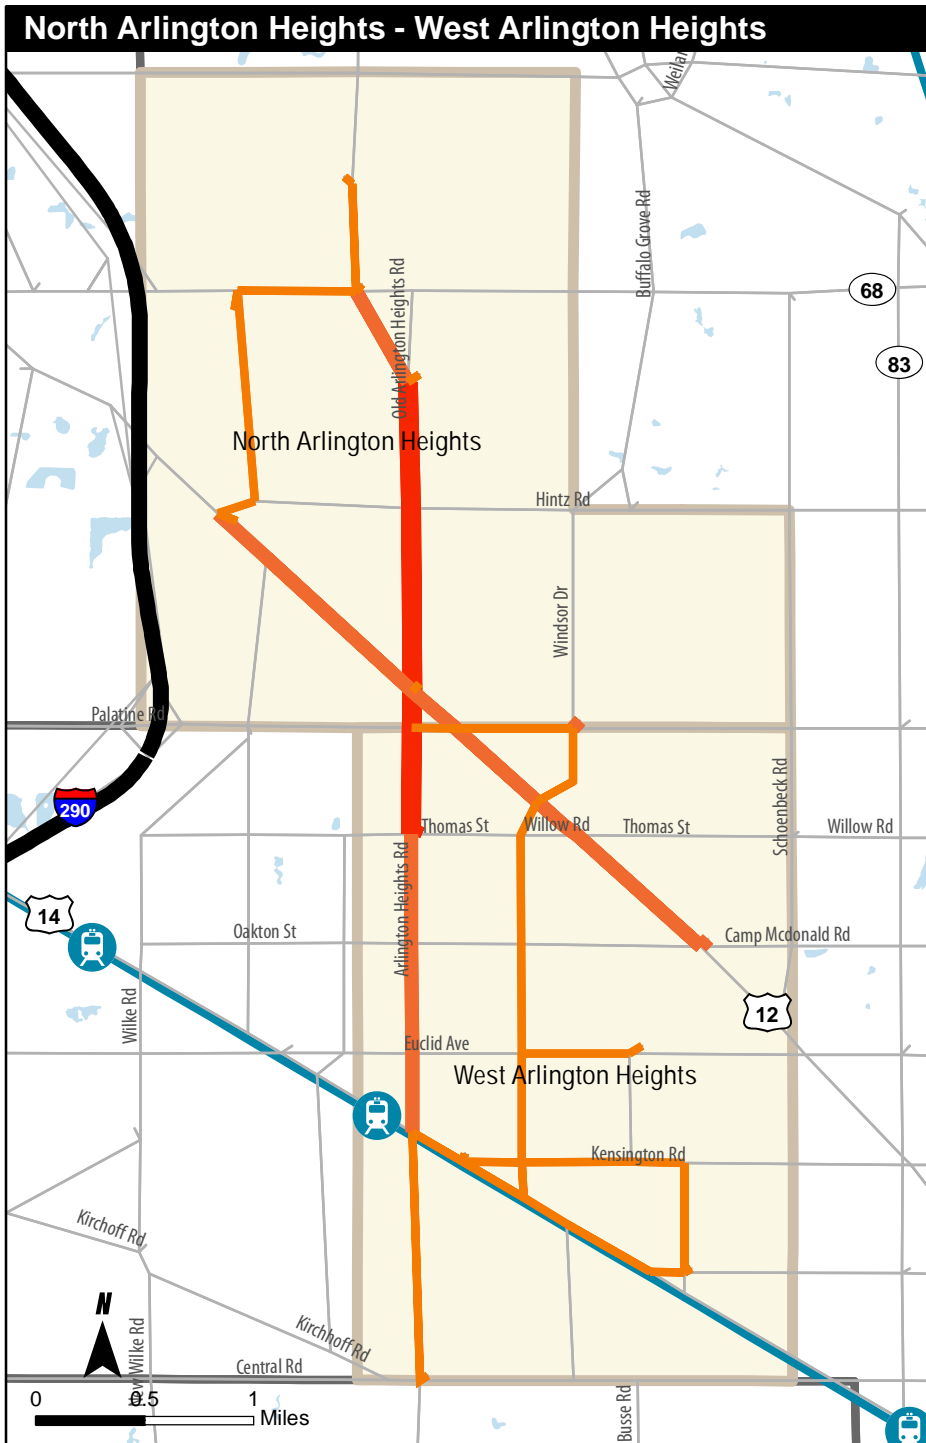 North Arlington Heights - West Arlington Heights
Buffalo Grove Rd
68
Old Arlington Heights Rd
83
North Arlington Heights
Hintz Rd
Windsor Dr
Palatine Rd
290
Schoenbeck Rd
Thomas St
Willow Rd
Thomas St
Willow Rd
Arlington Heights Rd
14
Oakton St
Camp Mcdonald Rd
Wilke Rd
12
Euclid Ave
West Arlington Heights
Kensington Rd
Kirchoff Rd
N
Kirchhoff Rd
Wilke Rd
Central Rd
Busse Rd
0 0.5 1
Miles